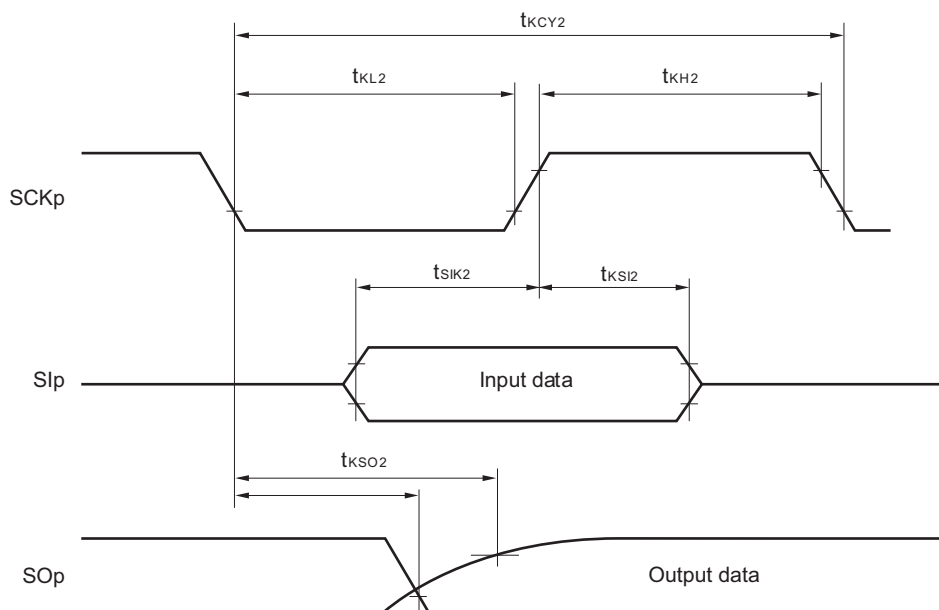 tKCY2
tKL2
tKH2
SCKp
tSIK2
tKSI2
SIp
Input data
tKSO2
SOp
Output data